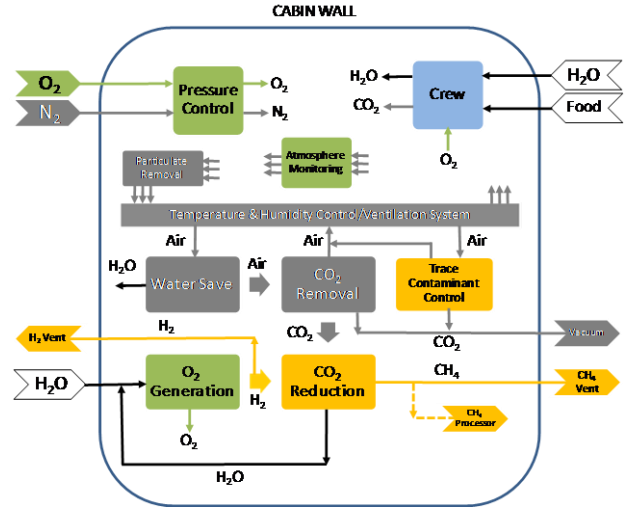 CABIN WALL
O₂
N₂
Pressure
Control
O₂
N₂
H₂O
CO₂
Crew
O₂
H₂O
Food
Particulate
Removal
Atmosphere
Monitoring
Temperature & Humidity Control/Ventilation System
Air
Air
Air
H₂O
Water Save
Air
CO₂
Removal
Trace
Contaminant
Control
H₂
CO₂
CO₂
Vacuum
H₂ Vent
H₂O
O₂
Generation
H₂
CO₂
Reduction
CH₄
CH₄
Vent
O₂
CH₄
Processor
H₂O